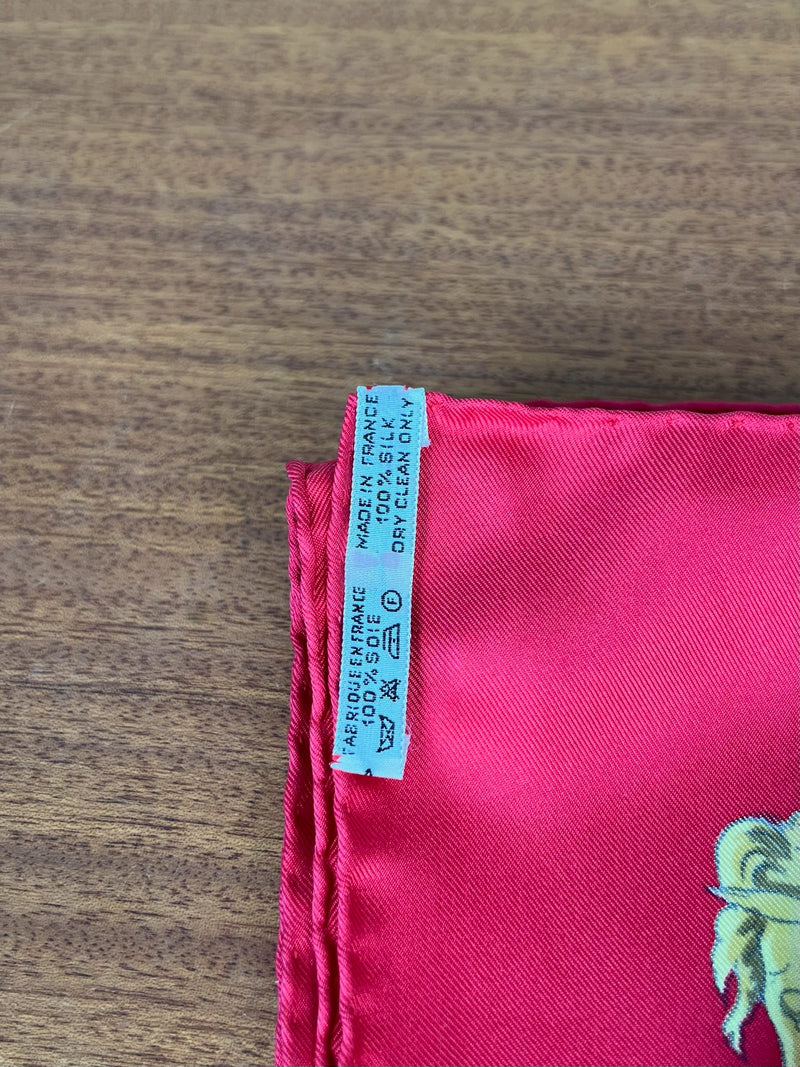 FABRIQUE EN FRANCE
100% SOIE
F
MADE IN FRANCE
100% SILK
DRY CLEAN ONLY